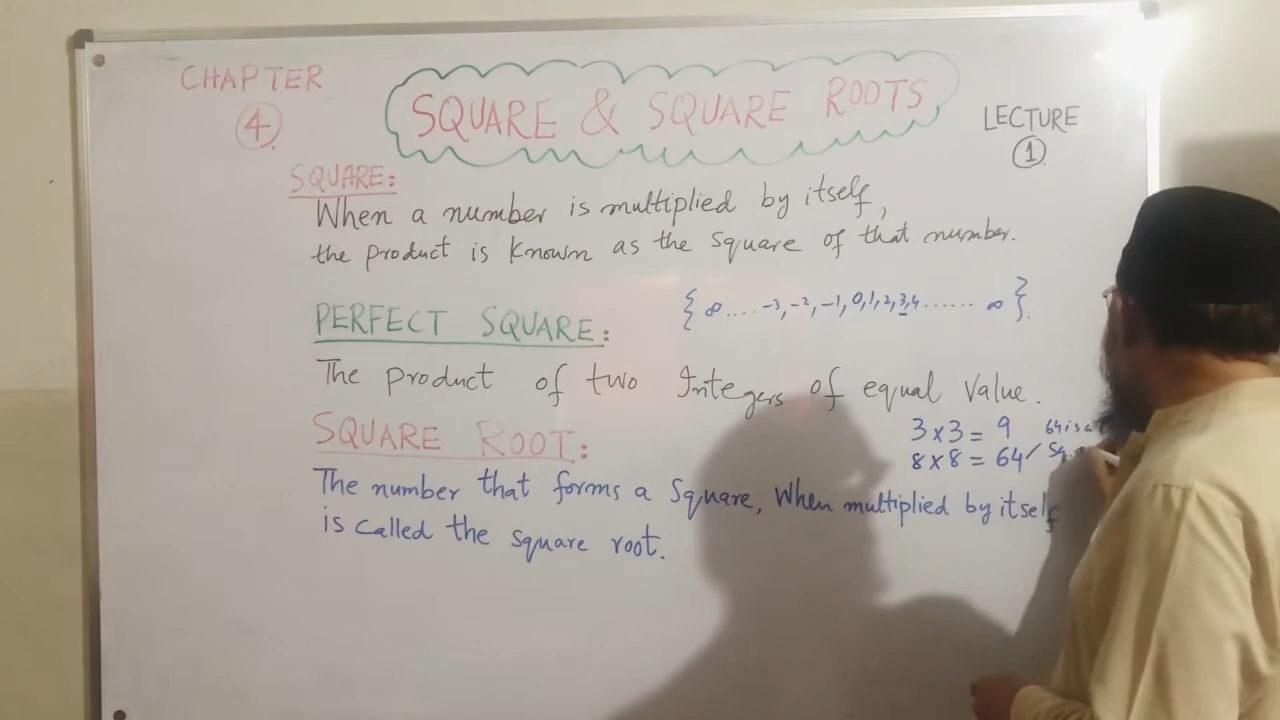 CHAPTER
4.
SQUARE & SQUARE ROOTS
LECTURE
1.
SQUARE:
When a number is multiplied by itself,
the product is known as the square of that number.
{∞....-3,-2,-1,0,1,2,3,4...... ∞}.
PERFECT SQUARE:
The product of two Integers of equal value.
3×3= 9
64 is a
8×8= 64
Sq.
SQUARE ROOT:
The number that forms a Square, When multiplied by itself
is called the square root.